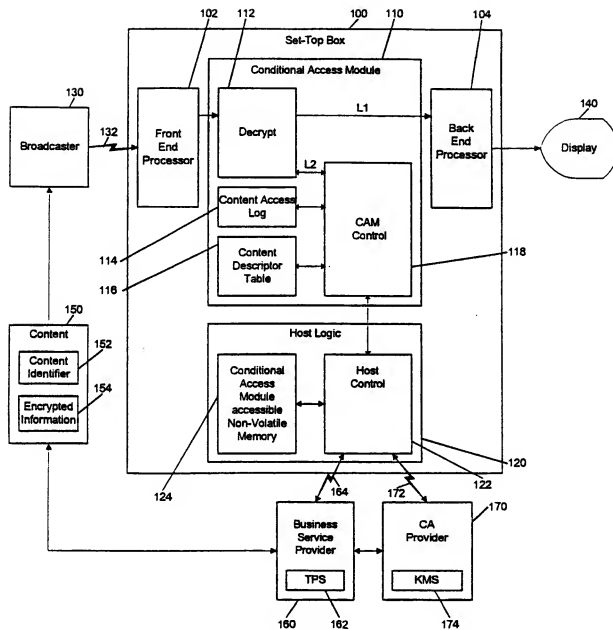 102
112
100
110
104
Set-Top Box
Conditional Access Module
130
Broadcaster
132
Front
End
Processor
Decrypt
L1
L2
Back
End
Processor
140
Display
Content Access
Log
114
Content
Descriptor
Table
116
CAM
Control
118
150
Content
152
Content
Identifier
154
Encrypted
Information
Host Logic
Conditional
Access
Module
accessible
Non-Volatile
Memory
Host
Control
124
164
172
122
120
Business
Service
Provider
TPS
160
162
CA
Provider
KMS
170
174